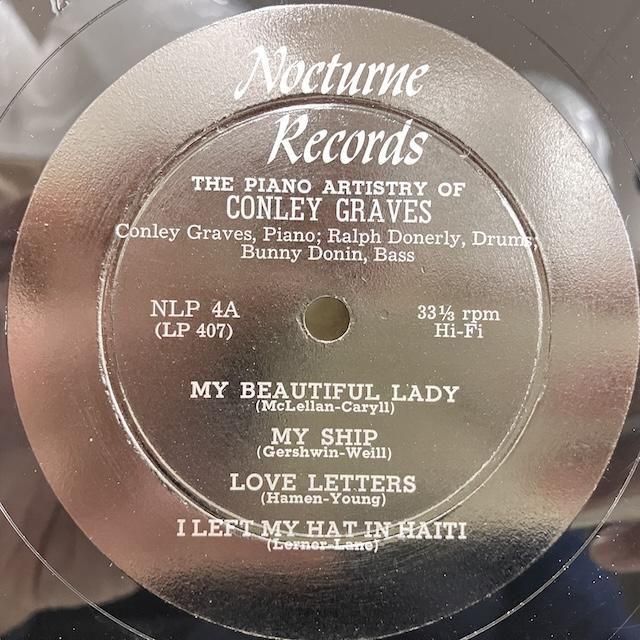 Nocturne
Records
THE PIANO ARTISTRY OF
CONLEY GRAVES
Conley Graves, Piano; Ralph Donerly, Drums;
Bunny Donin, Bass
NLP 4A
(LP 407)
33⅓ rpm
Hi-Fi
MY BEAUTIFUL LADY
(McLellan-Caryll)
MY SHIP
(Gershwin-Weill)
LOVE LETTERS
(Hamen-Young)
I LEFT MY HAT IN HAITI
(Lerner-Lane)